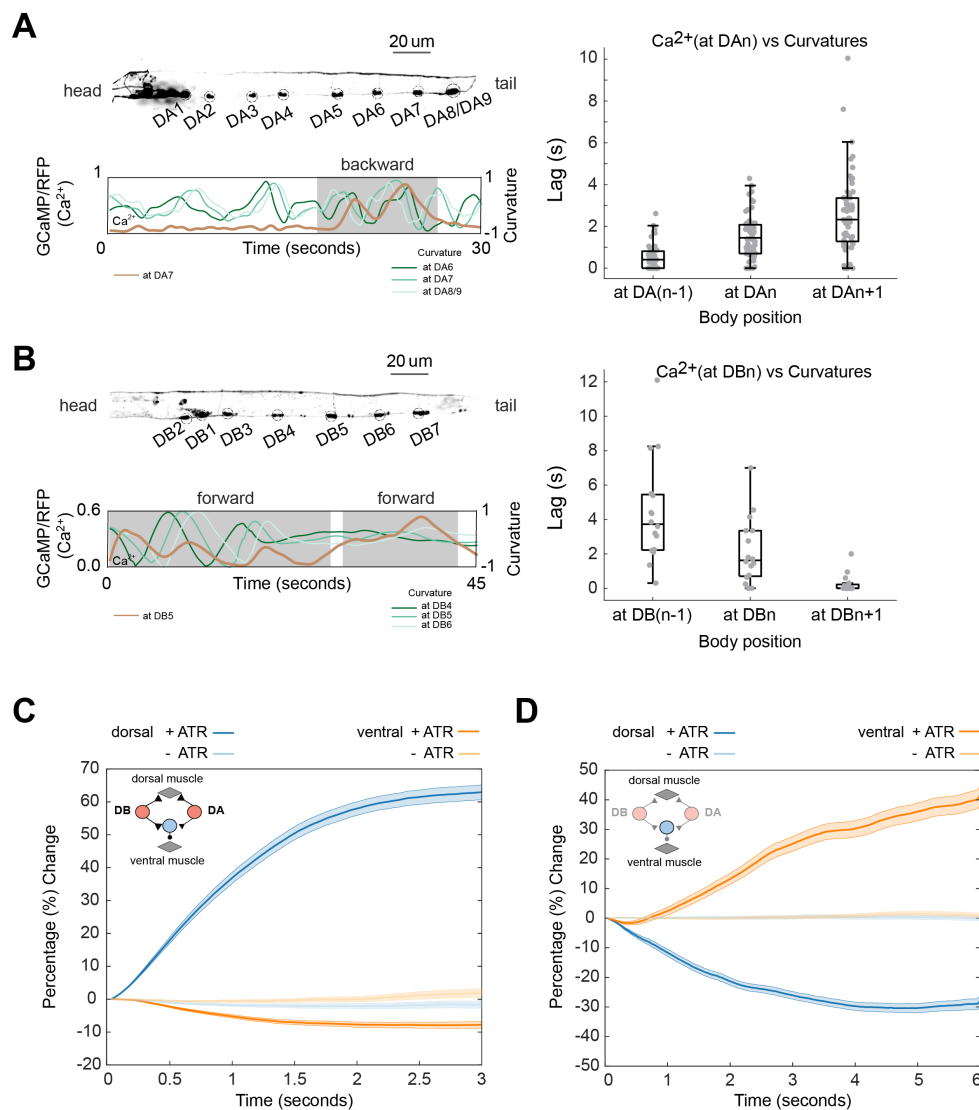 A
20 um
head
tail
DA1 DA2 DA3 DA4 DA5 DA6 DA7 DA8/DA9
backward
GCaMP/RFP
(Ca2+)
1
0
Ca2+
Time (seconds)
30
1
-1
Curvature
at DA7
Curvature
at DA6
at DA7
at DA8/9
Ca2+(at DAn) vs Curvatures
Lag (s)
10
8
6
4
2
0
at DA(n-1) at DAn at DAn+1
Body position
B
20 um
head
tail
DB2 DB1 DB3 DB4 DB5 DB6 DB7
forward forward
GCaMP/RFP
(Ca2+)
0.6
0.0
Ca2+
0
Time (seconds)
45
1
-1
Curvature
at DB5
Curvature
at DB4
at DB5
at DB6
Ca2+(at DBn) vs Curvatures
Lag (s)
12
10
8
6
4
2
0
at DB(n-1) at DBn at DBn+1
Body position
C
dorsal + ATR
- ATR
ventral + ATR
- ATR
Percentage (%) Change
70
60
50
40
30
20
10
0
-10
-20
dorsal muscle
DB DA
ventral muscle
0 0.5 1 1.5 2 2.5 3
Time (seconds)
D
dorsal + ATR
- ATR
ventral + ATR
- ATR
Percentage (%) Change
50
40
30
20
10
0
-10
-20
-30
-40
-50
dorsal muscle
DB DA
ventral muscle
0 1 2 3 4 5 6
Time (seconds)